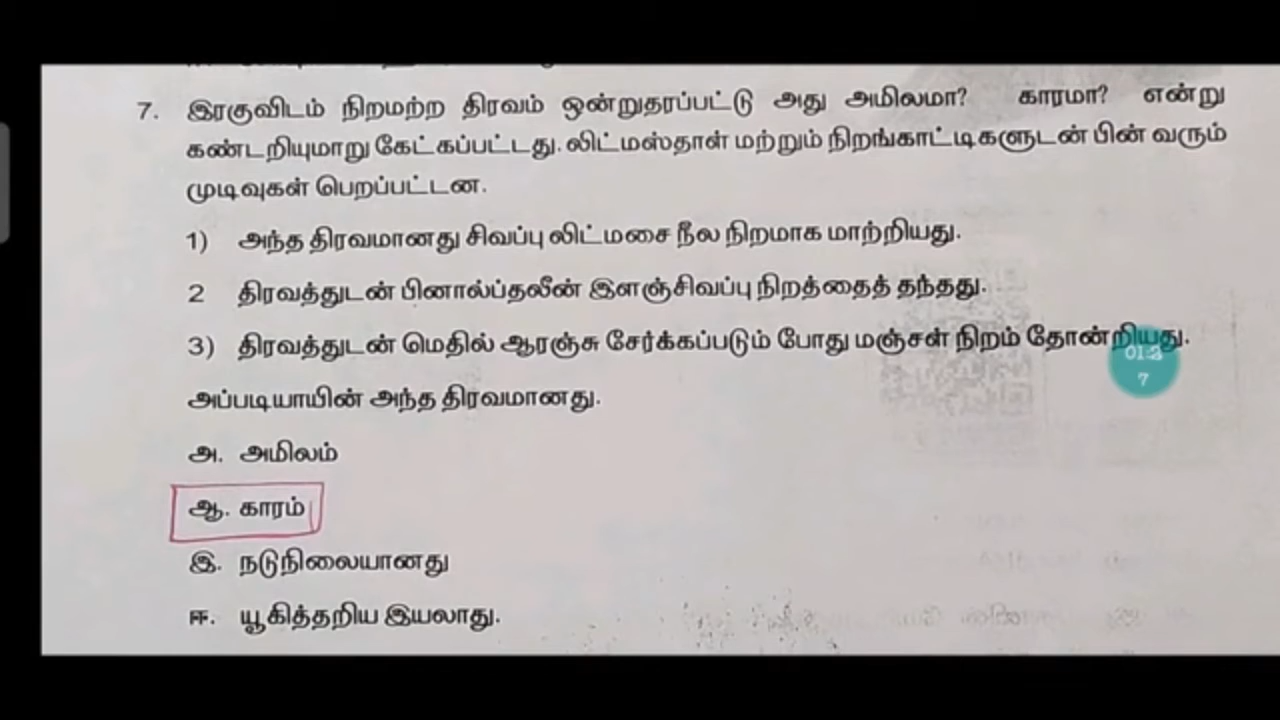 7. இரகுவிடம் நிறமற்ற திரவம் ஒன்றுதரப்பட்டு அது அமிலமா? காரமா? என்று
கண்டறியுமாறு கேட்கப்பட்டது. லிட்மஸ்தாள் மற்றும் நிறங்காட்டிகளுடன் பின் வரும்
முடிவுகள் பெறப்பட்டன.
1) அந்த திரவமானது சிவப்பு லிட்மசை நீல நிறமாக மாற்றியது.
2 திரவத்துடன் பினால்ப்தலீன் இளஞ்சிவப்பு நிறத்தைத் தந்தது.
3) திரவத்துடன் மெதில் ஆரஞ்சு சேர்க்கப்படும் போது மஞ்சள் நிறம் தோன்றியது.
அப்படியாயின் அந்த திரவமானது.
அ. அமிலம்
ஆ. காரம்
இ. நடுநிலையானது
ஈ. யூகித்தறிய இயலாது.